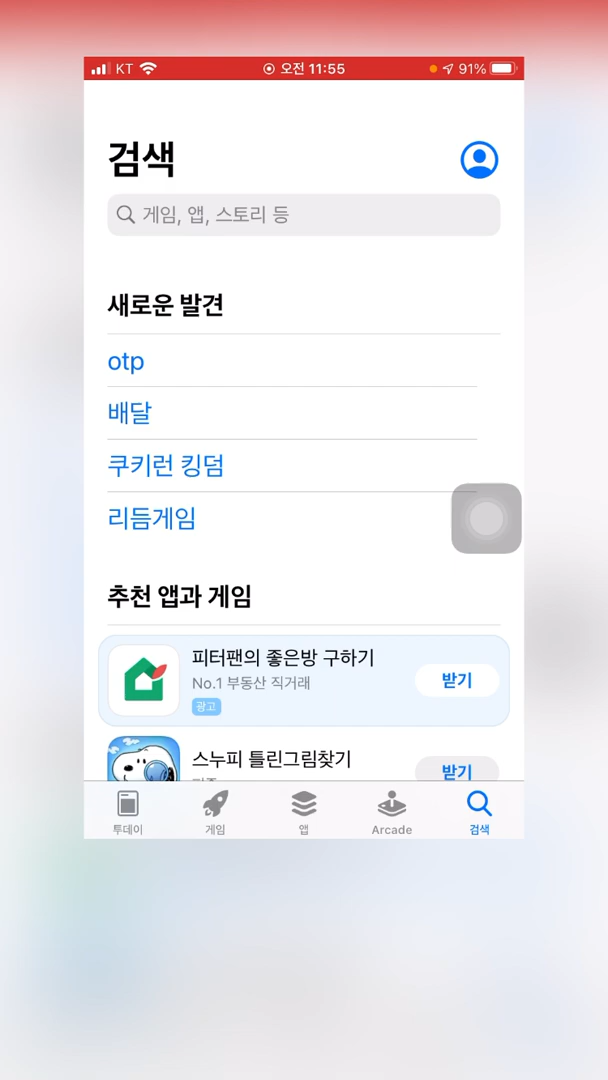 KT 오전 11:55 91%
검색
게임, 앱, 스토리 등
새로운 발견
otp
배달
쿠키런 킹덤
리듬게임
추천 앱과 게임
피터팬의 좋은방 구하기
No.1 부동산 직거래
받기
광고
스누피 틀린그림찾기
받기
투데이 게임 앱 Arcade 검색